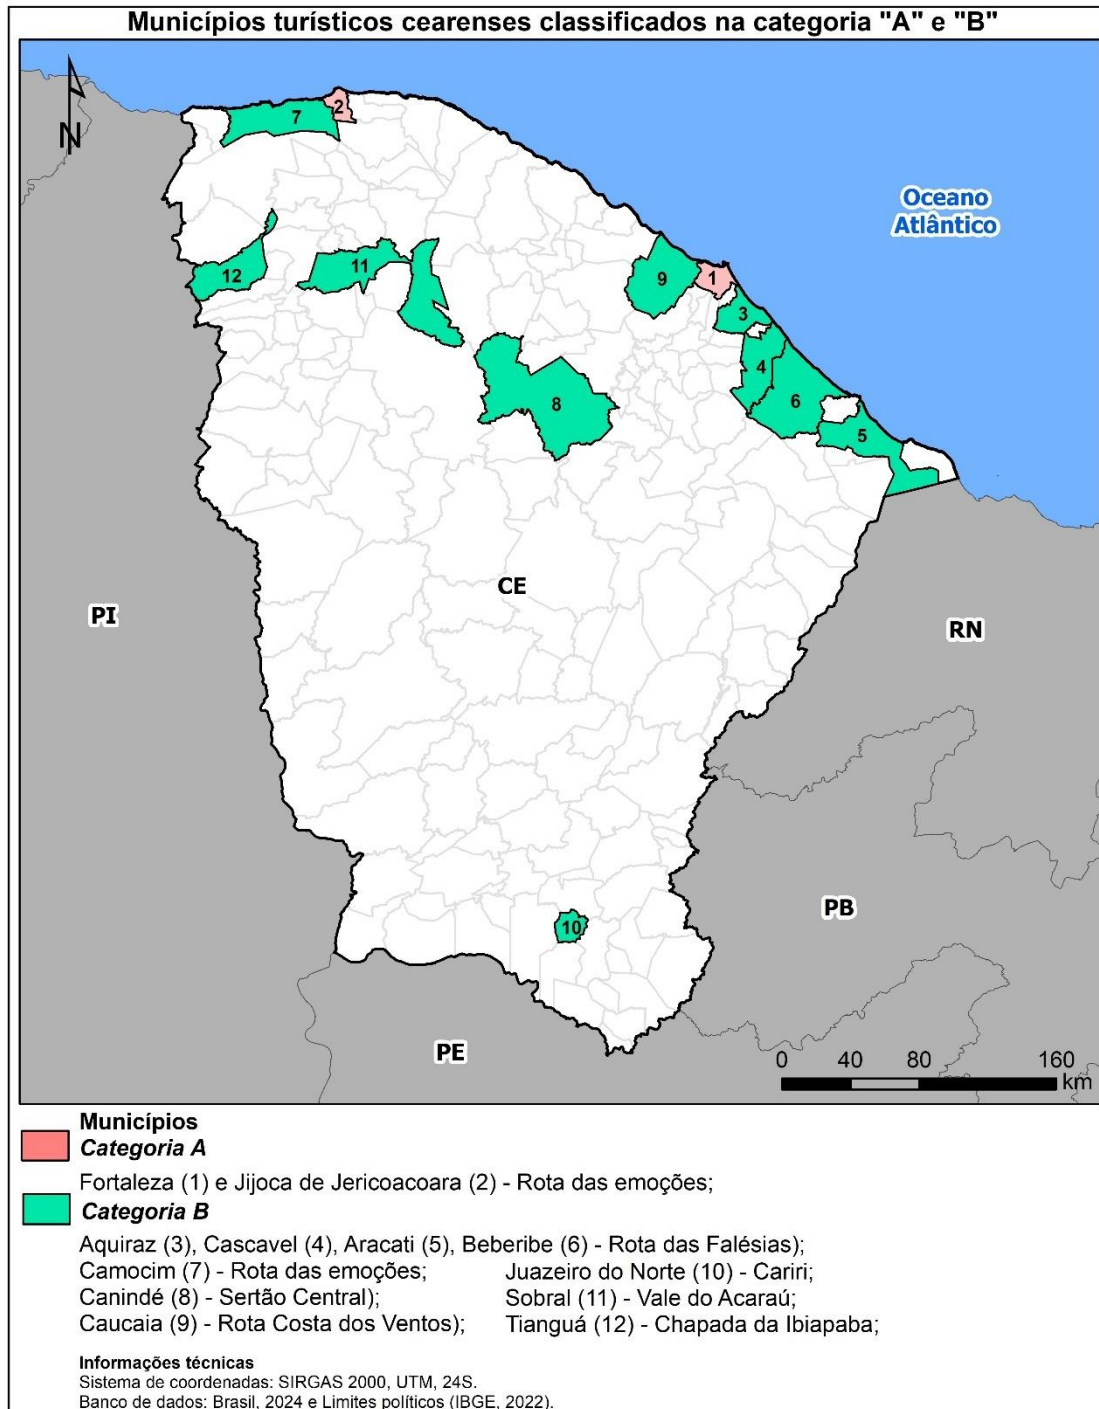 Municípios turísticos cearenses classificados na categoria "A" e "B"
N
2
7
Oceano
Atlântico
12
11
9
1
3
4
8
6
5
CE
PI
RN
10
PB
PE
0 40 80 160
km
Municípios
Categoria A
Fortaleza (1) e Jijoca de Jericoacoara (2) - Rota das emoções;
Categoria B
Aquiraz (3), Cascavel (4), Aracati (5), Beberibe (6) - Rota das Falésias);
Camocim (7) - Rota das emoções; Juazeiro do Norte (10) - Cariri;
Canindé (8) - Sertão Central); Sobral (11) - Vale do Acaraú;
Caucaia (9) - Rota Costa dos Ventos); Tianguá (12) - Chapada da Ibiapaba;
Informações técnicas
Sistema de coordenadas: SIRGAS 2000, UTM, 24S.
Banco de dados: Brasil, 2024 e Limites políticos (IBGE, 2022).